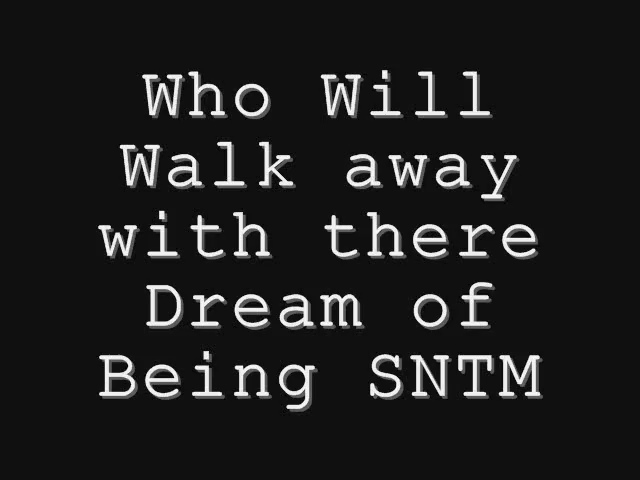 Who Will
Walk away
with there
Dream of
Being SNTM